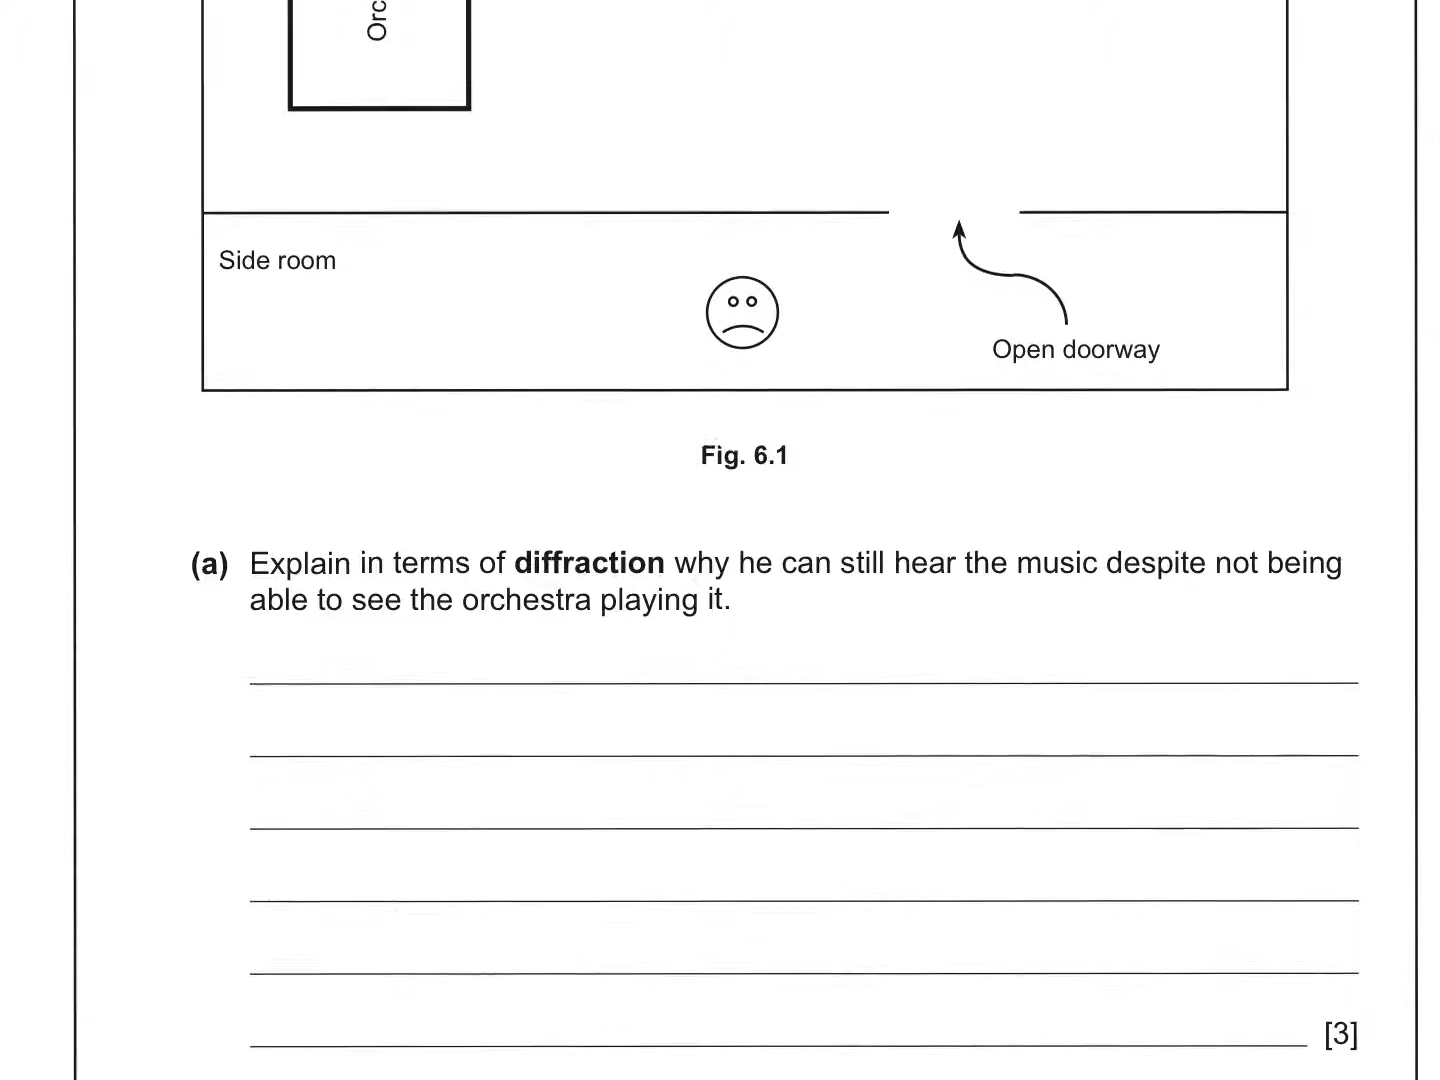 Orc
Side room
Open doorway
Fig. 6.1
(a) Explain in terms of diffraction why he can still hear the music despite not being
able to see the orchestra playing it.
[3]